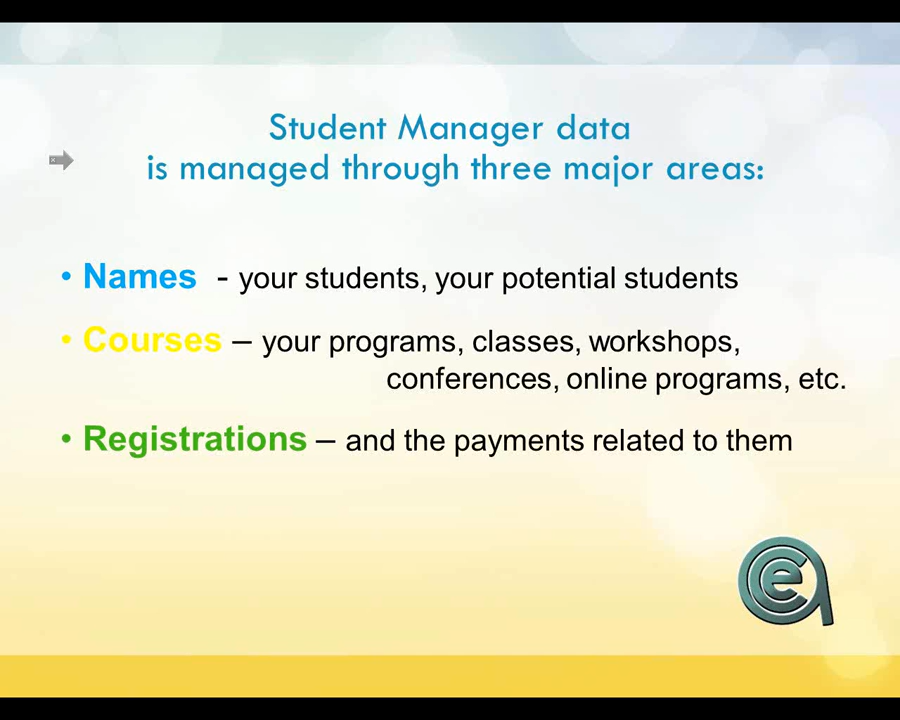 Student Manager data
is managed through three major areas:
• Names - your students, your potential students
• Courses – your programs, classes, workshops,
conferences, online programs, etc.
• Registrations – and the payments related to them